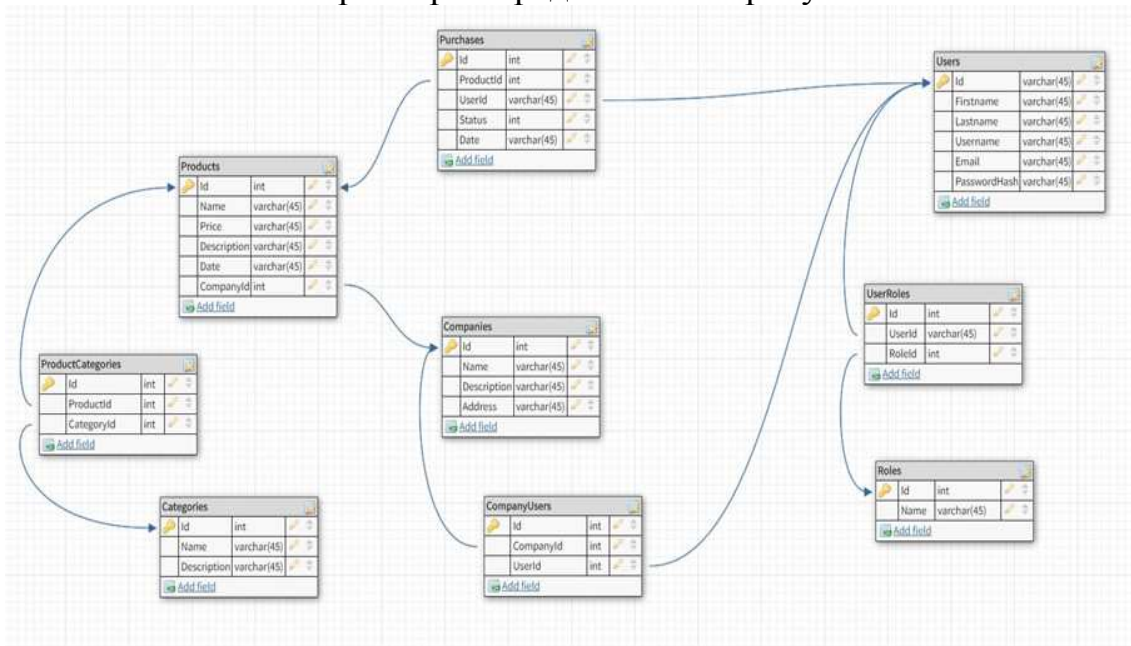 Purchases
Id int
ProductId int
UserId varchar(45)
Status int
Date varchar(45)
Add field
Users
Id varchar(45)
Firstname varchar(45)
Lastname varchar(45)
Username varchar(45)
Email varchar(45)
PasswordHash varchar(45)
Add field
Products
Id int
Name varchar(45)
Price varchar(45)
Description varchar(45)
Date varchar(45)
CompanyId int
Add field
UserRoles
Id int
UserId varchar(45)
RoleId int
Add field
Companies
Id int
Name varchar(45)
Description varchar(45)
Address varchar(45)
Add field
ProductCategories
Id int
ProductId int
CategoryId int
Add field
Roles
Id int
Name varchar(45)
Add field
Categories
Id int
Name varchar(45)
Description varchar(45)
Add field
CompanyUsers
Id int
CompanyId int
UserId int
Add field